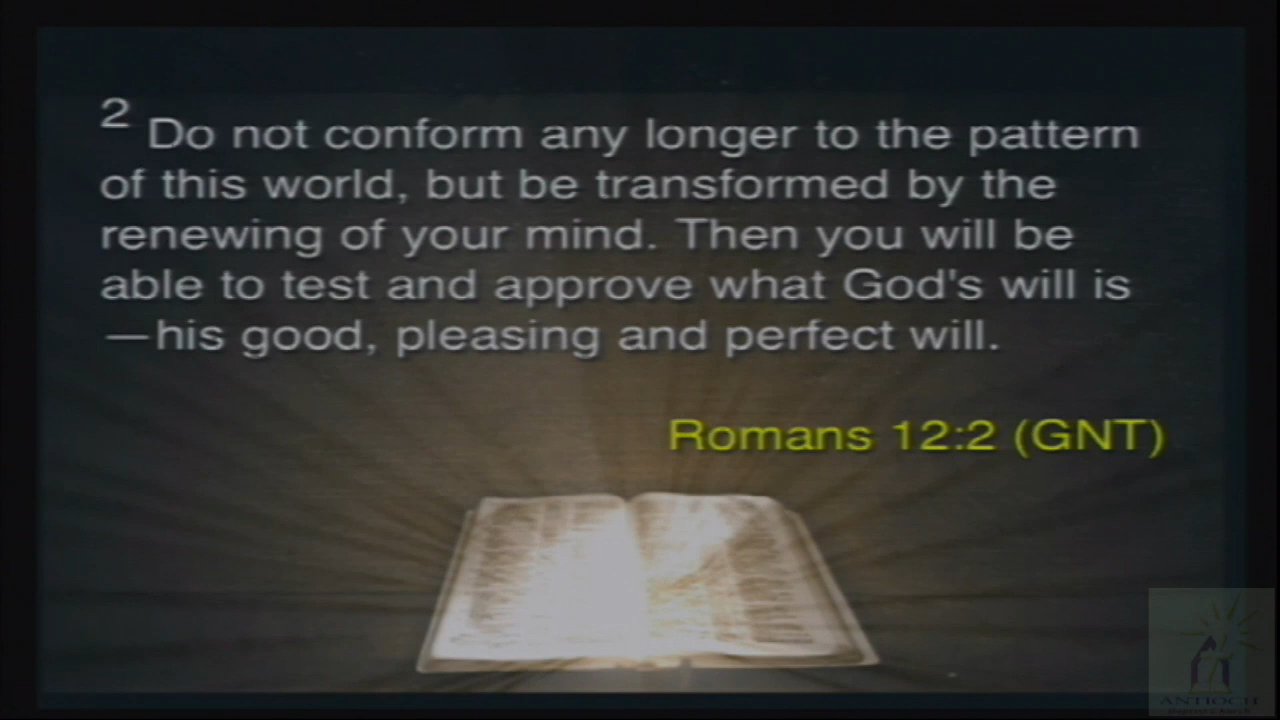 2 Do not conform any longer to the pattern
of this world, but be transformed by the
renewing of your mind. Then you will be
able to test and approve what God's will is
—his good, pleasing and perfect will.
Romans 12:2 (GNT)
ANTIOCH